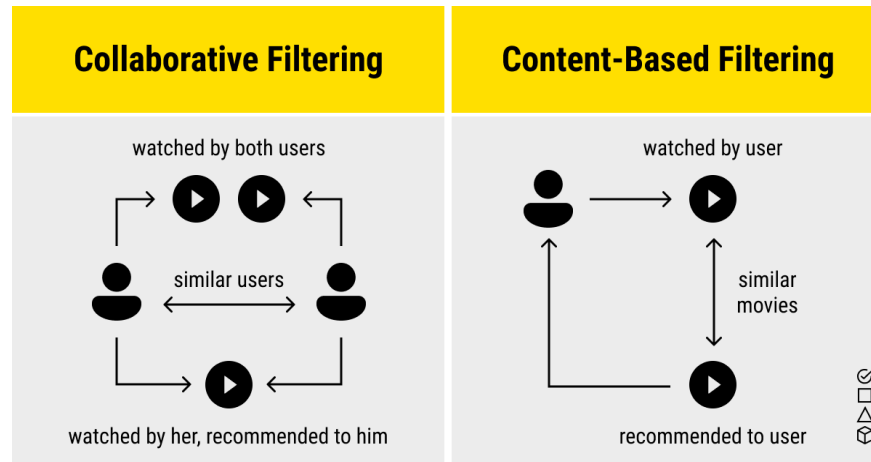 Collaborative Filtering
watched by both users
similar users
watched by her, recommended to him
Content-Based Filtering
watched by user
similar
movies
recommended to user